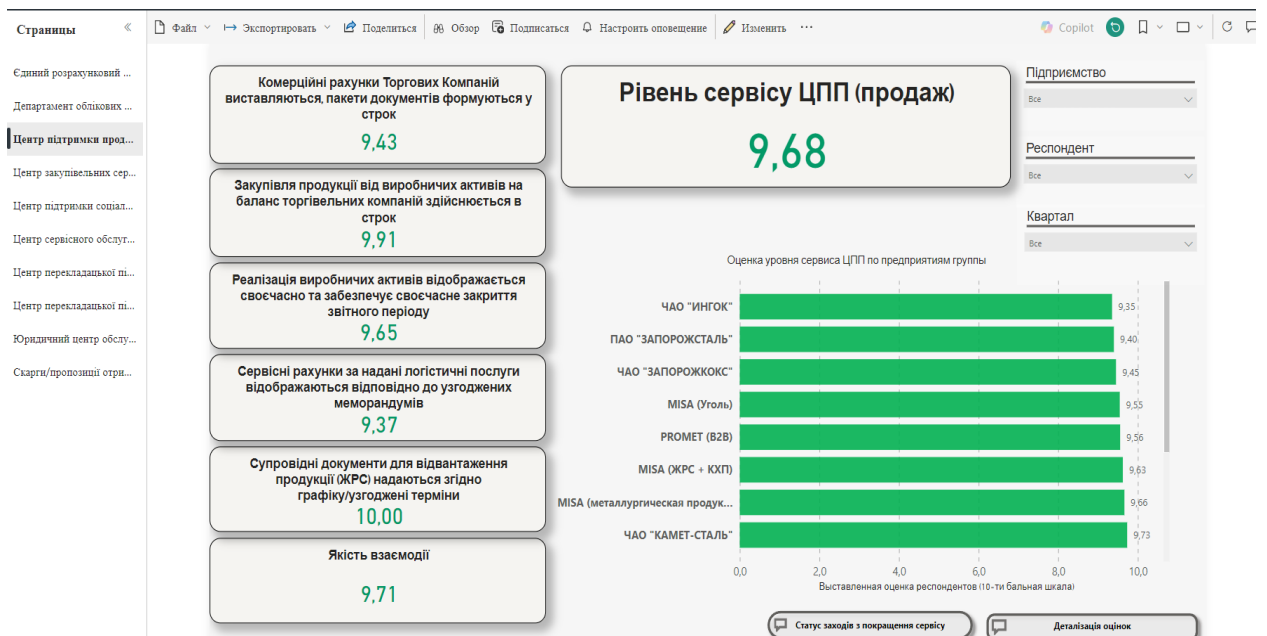 Страницы
Файл
Экспортировать
Поделиться
Обзор
Подписаться
Настроить оповещение
Изменить
Copilot
Єдиний розрахунковий ...
Департамент облікових ...
Центр підтримки прод...
Центр закупівельних сер...
Центр підтримки соціал...
Центр сервісного обслуг...
Центр перекладацької пі...
Центр перекладацької пі...
Юридичний центр обслу...
Скарги/пропозиції отри...
Комерційні рахунки Торгових Компаній
виставляються, пакети документів формуються у
строк
9,43
Закупівля продукції від виробничих активів на
баланс торгівельних компаній здійснюється в
строк
9,91
Реалізація виробничих активів відображається
своєчасно та забезпечує своєчасне закриття
звітного періоду
9,65
Сервісні рахунки за надані логістичні послуги
відображаються відповідно до узгоджених
меморандумів
9,37
Супровідні документи для відвантаження
продукції (ЖРС) надаються згідно
графіку/узгоджені терміни
10,00
Якість взаємодії
9,71
Рівень сервісу ЦПП (продаж)
9,68
Підприємство
Все
Респондент
Все
Квартал
Все
Оценка уровня сервиса ЦПП по предприятиям группы
ЧАО "ИНГОК" 9,35
ПАО "ЗАПОРОЖСТАЛЬ" 9,40
ЧАО "ЗАПОРОЖКОКС" 9,45
MISA (Уголь) 9,55
PROMET (B2B) 9,56
MISA (ЖРС + КХП) 9,63
MISA (металлургическая продук... 9,66
ЧАО "КАМЕТ-СТАЛЬ" 9,73
0,0 2,0 4,0 6,0 8,0 10,0
Выставленная оценка респондентов (10-ти бальная шкала)
Статус заходів з покращення сервісу
Деталізація оцінок